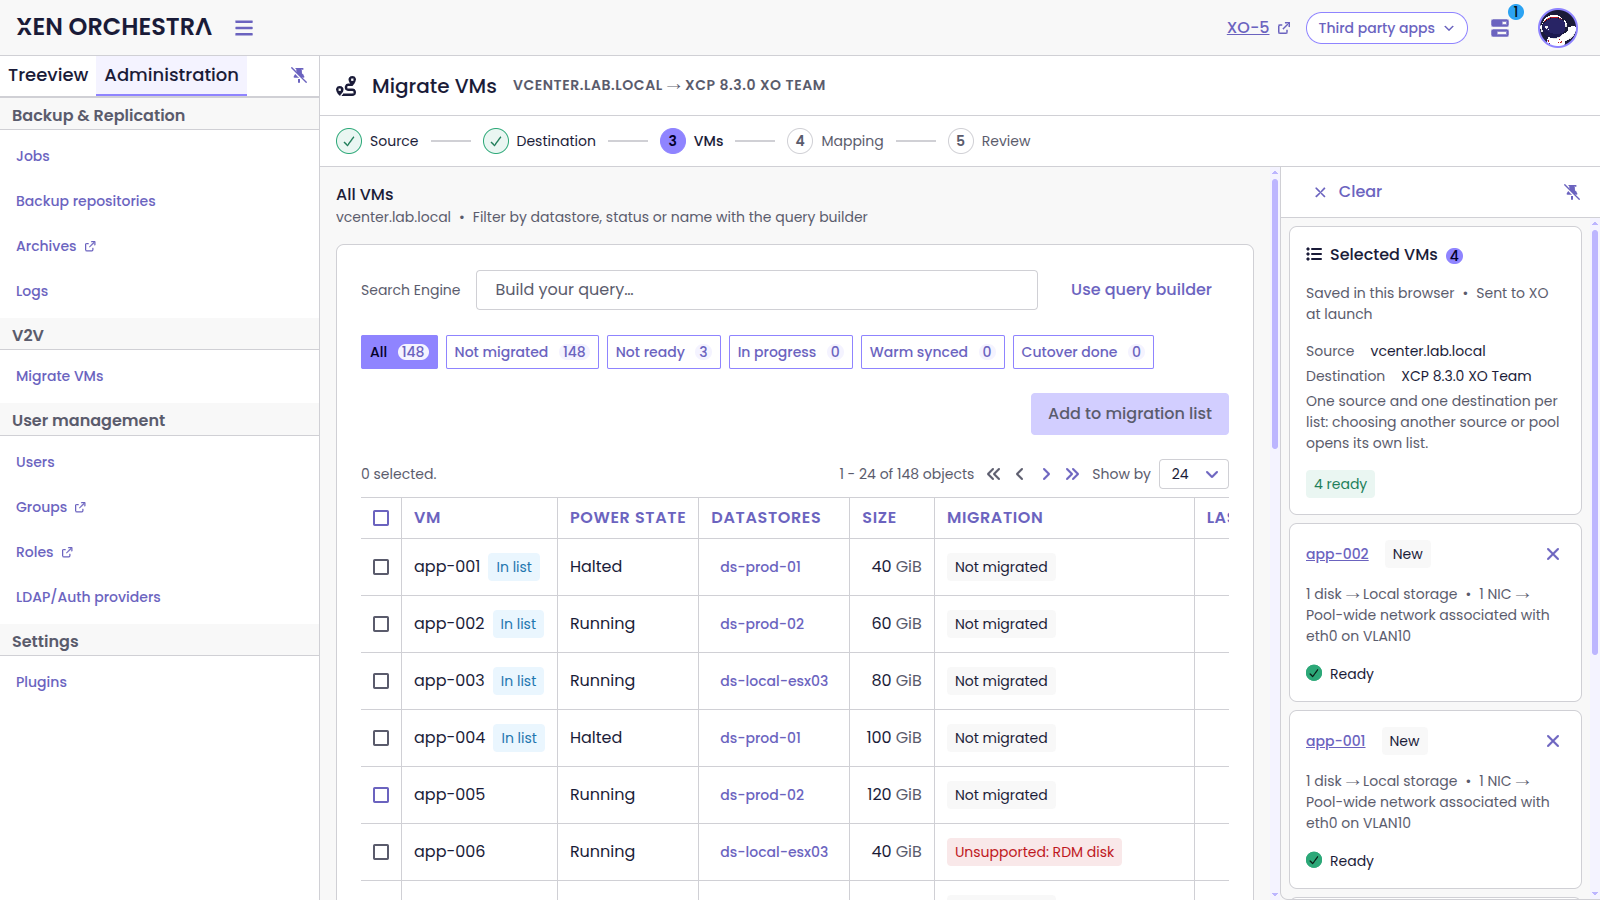 XEN ORCHESTRA
XO-5
Third party apps
1
Treeview
Administration
Backup & Replication
Jobs
Backup repositories
Archives
Logs
V2V
Migrate VMs
User management
Users
Groups
Roles
LDAP/Auth providers
Settings
Plugins
Migrate VMs VCENTER.LAB.LOCAL → XCP 8.3.0 XO TEAM
Source
Destination
3 VMs
4 Mapping
5 Review
All VMs
vcenter.lab.local • Filter by datastore, status or name with the query builder
Search Engine
Build your query...
Use query builder
All 148
Not migrated 148
Not ready 3
In progress 0
Warm synced 0
Cutover done 0
Add to migration list
0 selected.
1 - 24 of 148 objects
Show by 24
VM POWER STATE DATASTORES SIZE MIGRATION
app-001 In list Halted ds-prod-01 40 GiB Not migrated
app-002 In list Running ds-prod-02 60 GiB Not migrated
app-003 In list Running ds-local-esx03 80 GiB Not migrated
app-004 In list Halted ds-prod-01 100 GiB Not migrated
app-005 Running ds-prod-02 120 GiB Not migrated
app-006 Running ds-local-esx03 40 GiB Unsupported: RDM disk
Clear
Selected VMs 4
Saved in this browser • Sent to XO
at launch
Source vcenter.lab.local
Destination XCP 8.3.0 XO Team
One source and one destination per
list: choosing another source or pool
opens its own list.
4 ready
app-002 New
1 disk → Local storage • 1 NIC →
Pool-wide network associated with
eth0 on VLAN10
Ready
app-001 New
1 disk → Local storage • 1 NIC →
Pool-wide network associated with
eth0 on VLAN10
Ready